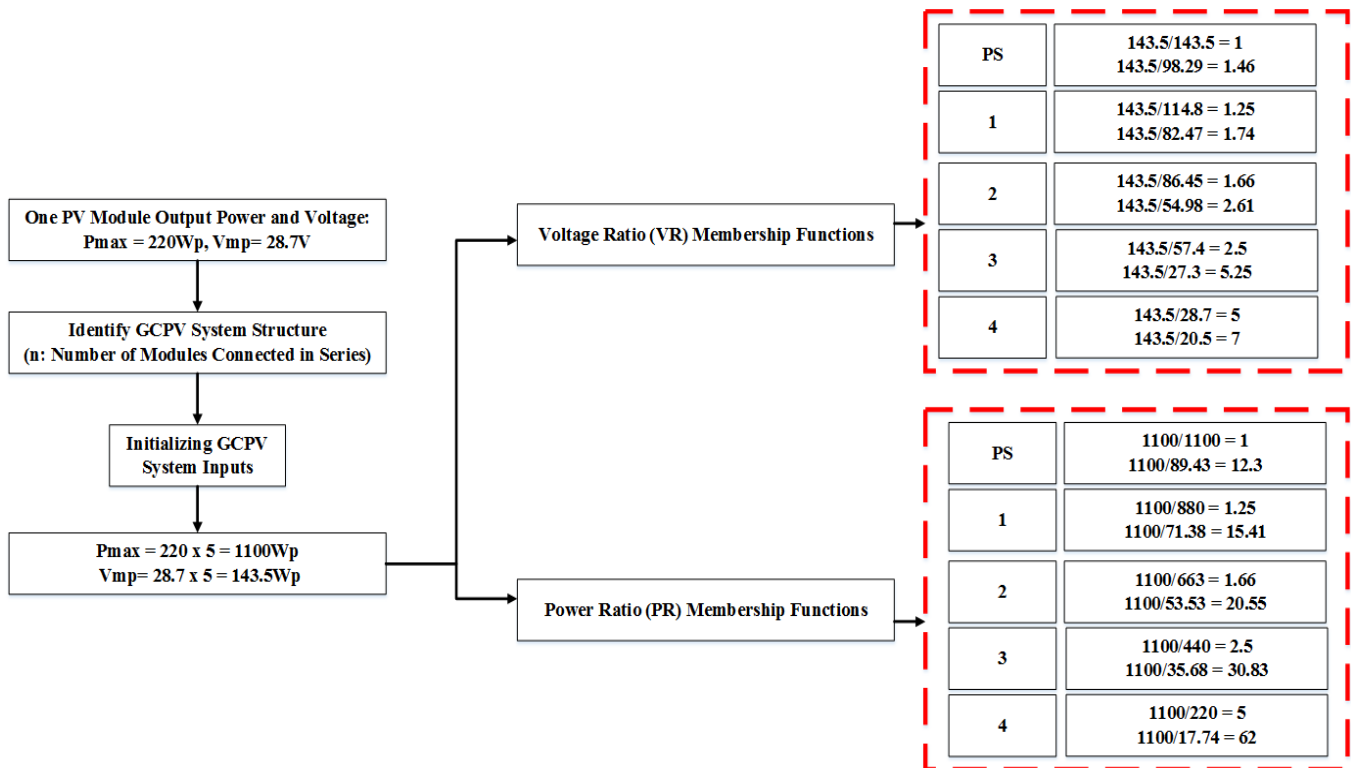 One PV Module Output Power and Voltage:
Pmax = 220Wp, Vmp= 28.7V
Identify GCPV System Structure
(n: Number of Modules Connected in Series)
Initializing GCPV
System Inputs
Pmax = 220 x 5 = 1100Wp
Vmp= 28.7 x 5 = 143.5Wp
Voltage Ratio (VR) Membership Functions
PS
143.5/143.5 = 1
143.5/98.29 = 1.46
1
143.5/114.8 = 1.25
143.5/82.47 = 1.74
2
143.5/86.45 = 1.66
143.5/54.98 = 2.61
3
143.5/57.4 = 2.5
143.5/27.3 = 5.25
4
143.5/28.7 = 5
143.5/20.5 = 7
Power Ratio (PR) Membership Functions
PS
1100/1100 = 1
1100/89.43 = 12.3
1
1100/880 = 1.25
1100/71.38 = 15.41
2
1100/663 = 1.66
1100/53.53 = 20.55
3
1100/440 = 2.5
1100/35.68 = 30.83
4
1100/220 = 5
1100/17.74 = 62